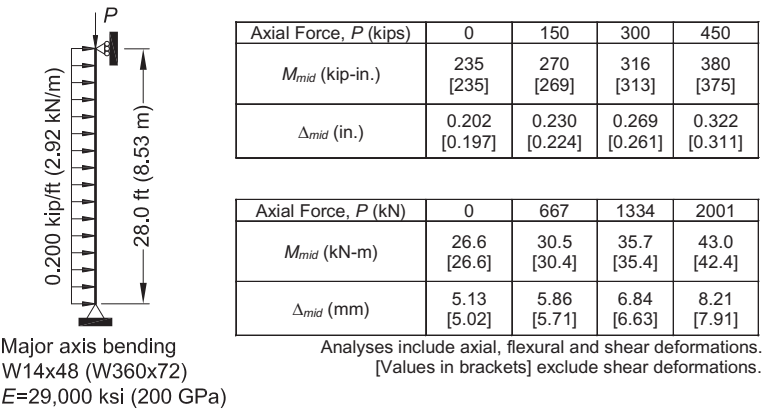 P
0.200 kip/ft (2.92 kN/m)
28.0 ft (8.53 m)
Major axis bending
W14x48 (W360x72)
E=29,000 ksi (200 GPa)
Axial Force, P (kips) 0 150 300 450
Mmid (kip-in.) 235 270 316 380
[235] [269] [313] [375]
Δmid (in.) 0.202 0.230 0.269 0.322
[0.197] [0.224] [0.261] [0.311]
Axial Force, P (kN) 0 667 1334 2001
Mmid (kN-m) 26.6 30.5 35.7 43.0
[26.6] [30.4] [35.4] [42.4]
Δmid (mm) 5.13 5.86 6.84 8.21
[5.02] [5.71] [6.63] [7.91]
Analyses include axial, flexural and shear deformations.
[Values in brackets] exclude shear deformations.